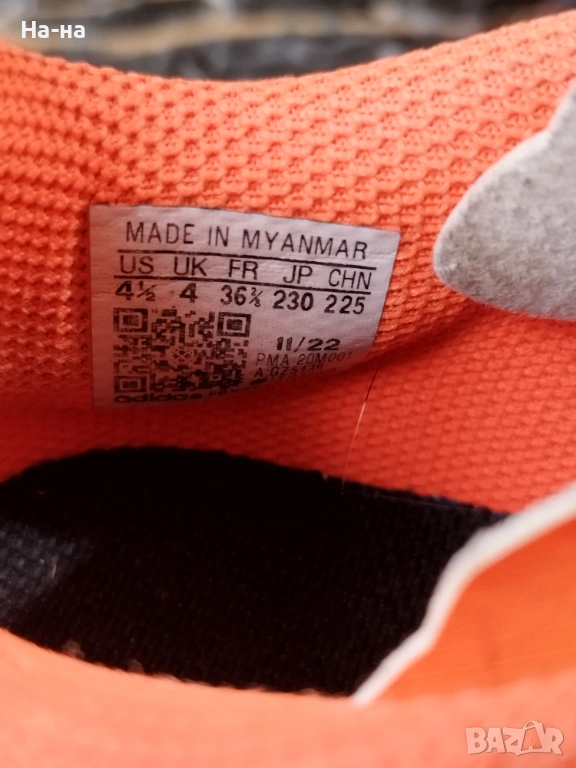 На-на
MADE IN MYANMAR
US UK FR JP CHN
4½ 4 36⅔ 230 225
11/22
PMA 20M001
adidas
BAZAR